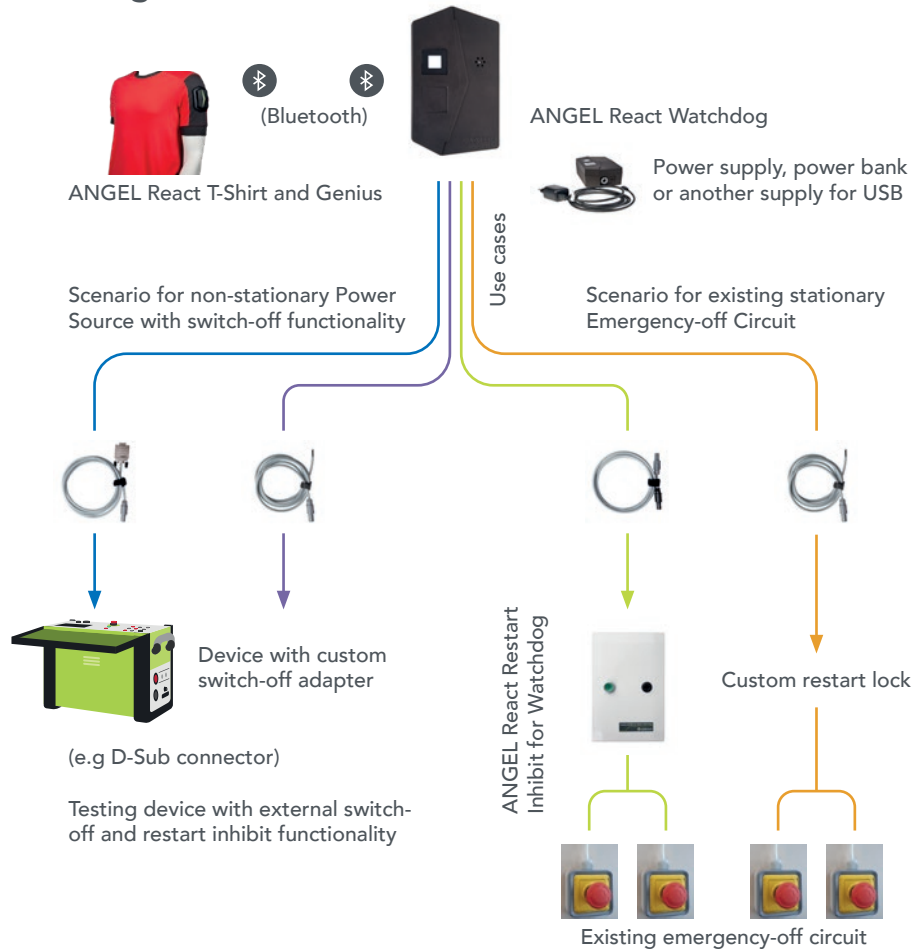 (Bluetooth)
ANGEL React Watchdog
ANGEL React T-Shirt and Genius
Power supply, power bank
or another supply for USB
Use cases
Scenario for non-stationary Power
Source with switch-off functionality
Scenario for existing stationary
Emergency-off Circuit
Device with custom
switch-off adapter
(e.g D-Sub connector)
Testing device with external switch-
off and restart inhibit functionality
ANGEL React Restart
Inhibit for Watchdog
Custom restart lock
Existing emergency-off circuit